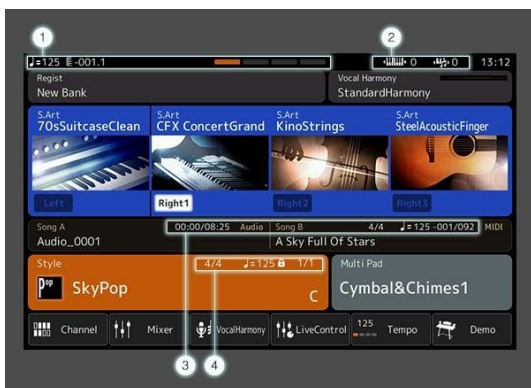 1
2
♩=125 -001.1
0
0
13:12
Regist
New Bank
Vocal Harmony
StandardHarmony
S.Art
70sSuitcaseClean
S.Art
CFX ConcertGrand
S.Art
KinoStrings
S.Art
SteelAcousticFinger
Left
Right1
Right2
Right3
Song A
00:00/08:25 Audio
Song B
4/4 ♩=125 -001/092 MIDI
Audio_0001
A Sky Full Of Stars
Style
4/4 ♩=125 1/1
Multi Pad
Pop
SkyPop
C
Cymbal&Chimes1
Channel
Mixer
VocalHarmony
LiveControl
125
Tempo
Demo
3
4